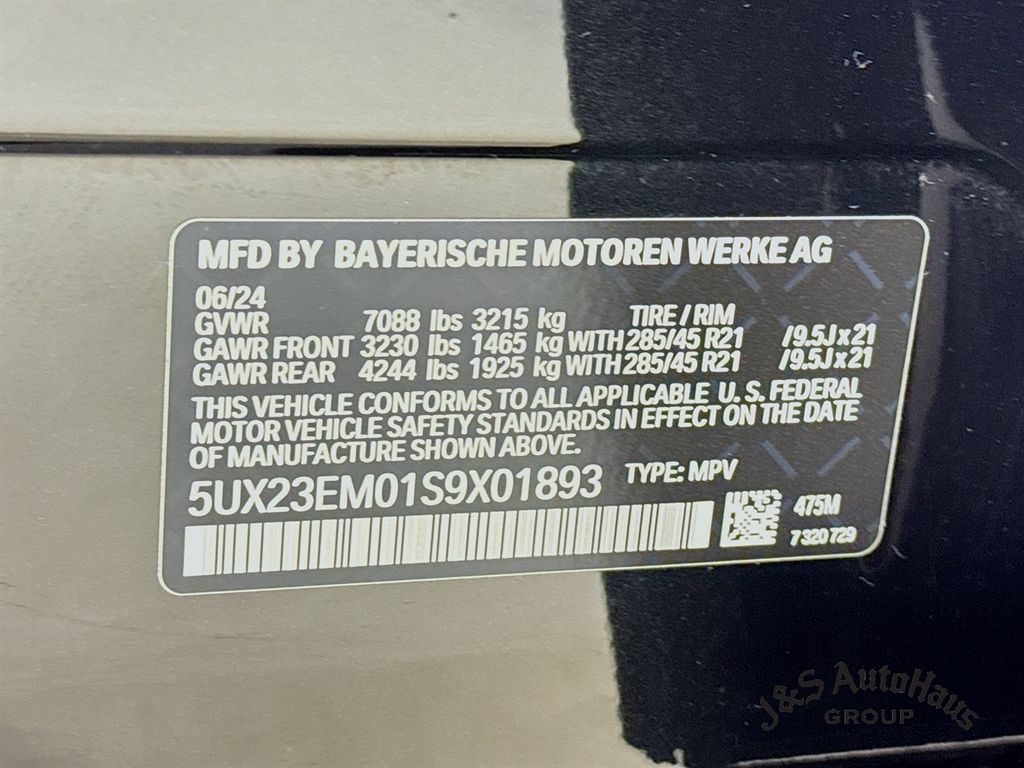 MFD BY BAYERISCHE MOTOREN WERKE AG
06/24 TIRE / RIM
GVWR 7088 lbs 3215 kg
GAWR FRONT 3230 lbs 1465 kg WITH 285/45 R21 /9.5J x 21
GAWR REAR 4244 lbs 1925 kg WITH 285/45 R21 /9.5J x 21
THIS VEHICLE CONFORMS TO ALL APPLICABLE U. S. FEDERAL
MOTOR VEHICLE SAFETY STANDARDS IN EFFECT ON THE DATE
OF MANUFACTURE SHOWN ABOVE.
5UX23EM01S9X01893 TYPE: MPV
475M
7 320 729
J&S AutoHaus
GROUP